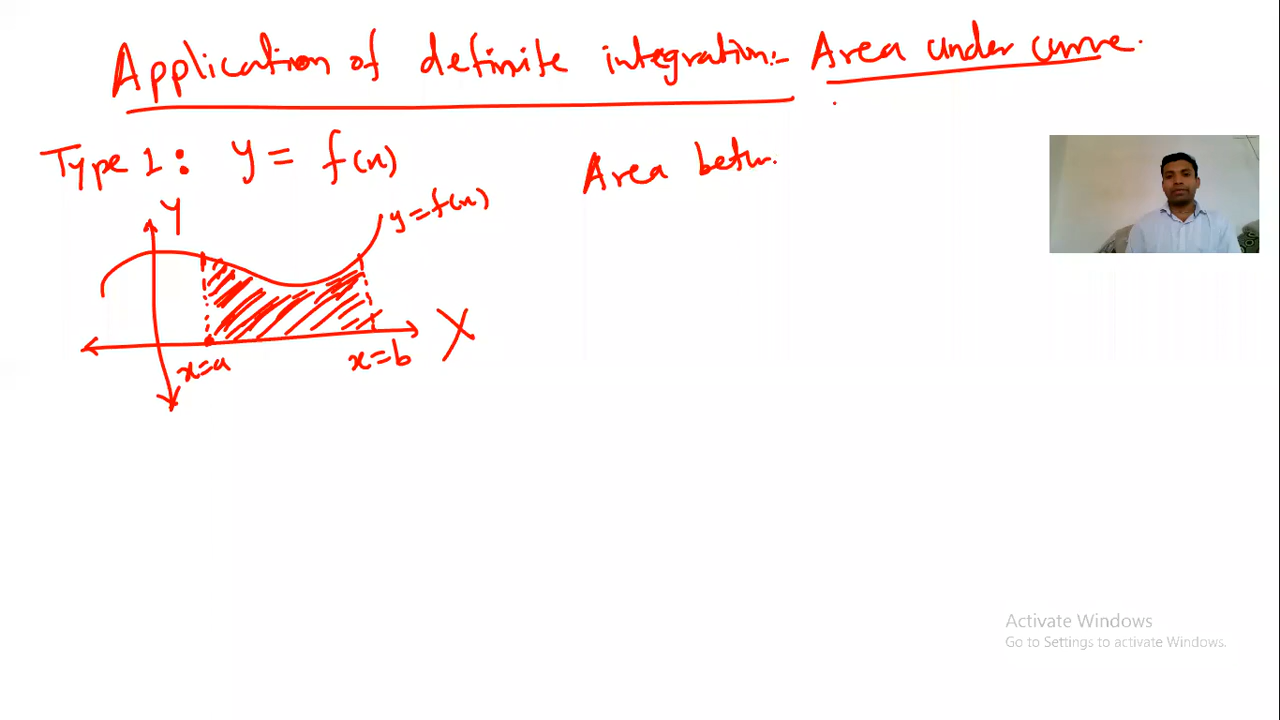 Application of definite integration:- Area under curve.
Type 1: y = f(x)
Area betw.
Y
y=f(x)
X
x=a
x=b
Activate Windows
Go to Settings to activate Windows.